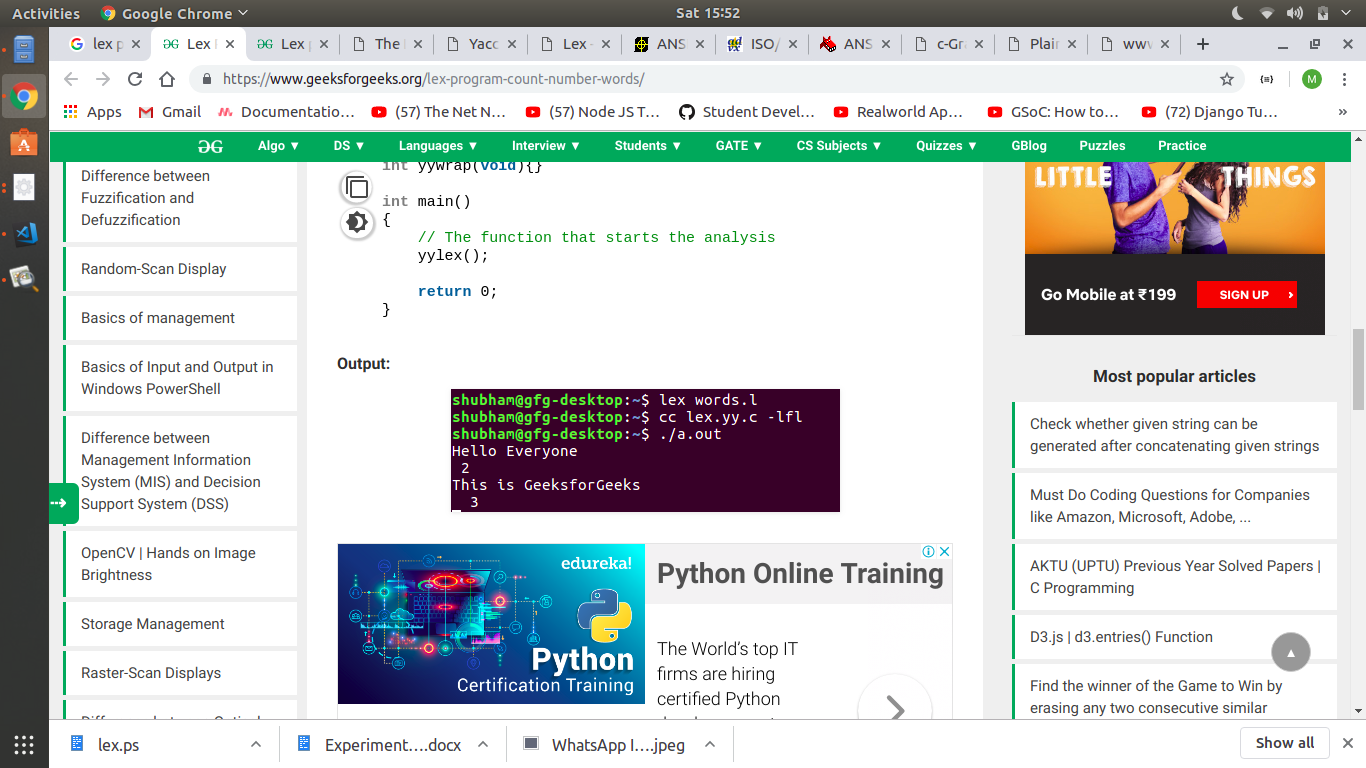 Activities
Google Chrome
Sat 15:52
lex p
Lex
Lex
The
Yacc
Lex
ANS
ISO/
ANS
c-Gra
Plain
www
https://www.geeksforgeeks.org/lex-program-count-number-words/
M
Apps
Gmail
Documentatio...
(57) The Net N...
(57) Node JS T...
Student Devel...
Realworld Ap...
GSoC: How to...
(72) Django Tu...
»
Algo ▼
DS ▼
Languages ▼
Interview ▼
Students ▼
GATE ▼
CS Subjects ▼
Quizzes ▼
GBlog
Puzzles
Practice
Difference between
Fuzzification and
Defuzzification
Random-Scan Display
Basics of management
Basics of Input and Output in
Windows PowerShell
Difference between
Management Information
System (MIS) and Decision
Support System (DSS)
OpenCV | Hands on Image
Brightness
Storage Management
Raster-Scan Displays
int yywrap(void){}
int main()
{
// The function that starts the analysis
yylex();
return 0;
}
Output:
shubham@gfg-desktop:~$ lex words.l
shubham@gfg-desktop:~$ cc lex.yy.c -lfl
shubham@gfg-desktop:~$ ./a.out
Hello Everyone
2
This is GeeksforGeeks
3
edureka!
Python
Certification Training
Python Online Training
The World's top IT
firms are hiring
certified Python
LITTLE THINGS
Go Mobile at ₹199
SIGN UP
Most popular articles
Check whether given string can be
generated after concatenating given strings
Must Do Coding Questions for Companies
like Amazon, Microsoft, Adobe, ...
AKTU (UPTU) Previous Year Solved Papers |
C Programming
D3.js | d3.entries() Function
Find the winner of the Game to Win by
erasing any two consecutive similar
lex.ps
Experiment....docx
WhatsApp I....jpeg
Show all